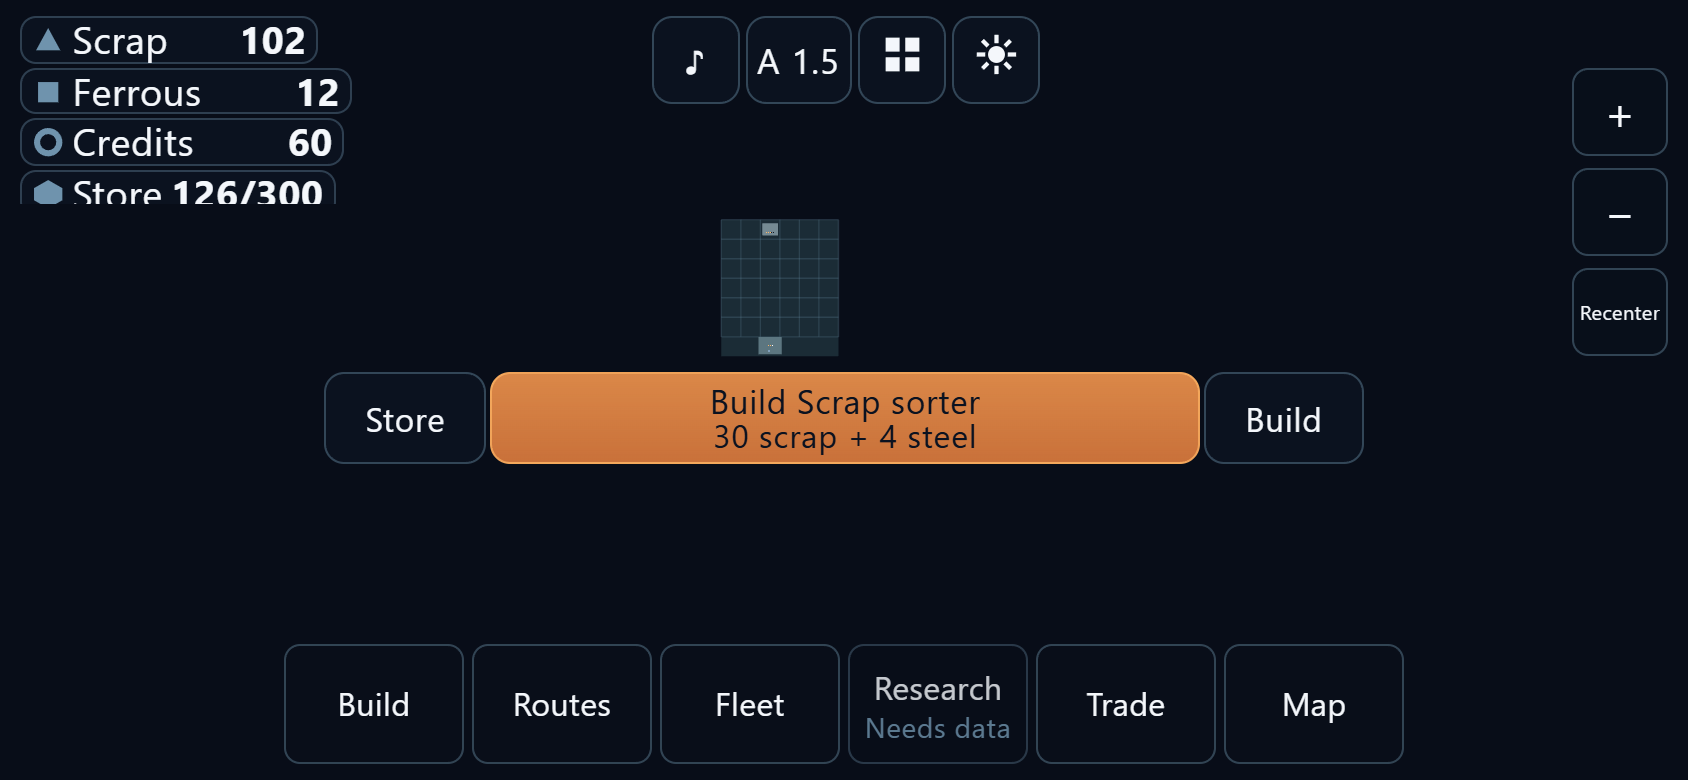 Scrap 102
Ferrous 12
Credits 60
Store 126/300
A 1.5
+
−
Recenter
Store
Build Scrap sorter
30 scrap + 4 steel
Build
Build
Routes
Fleet
Research
Needs data
Trade
Map